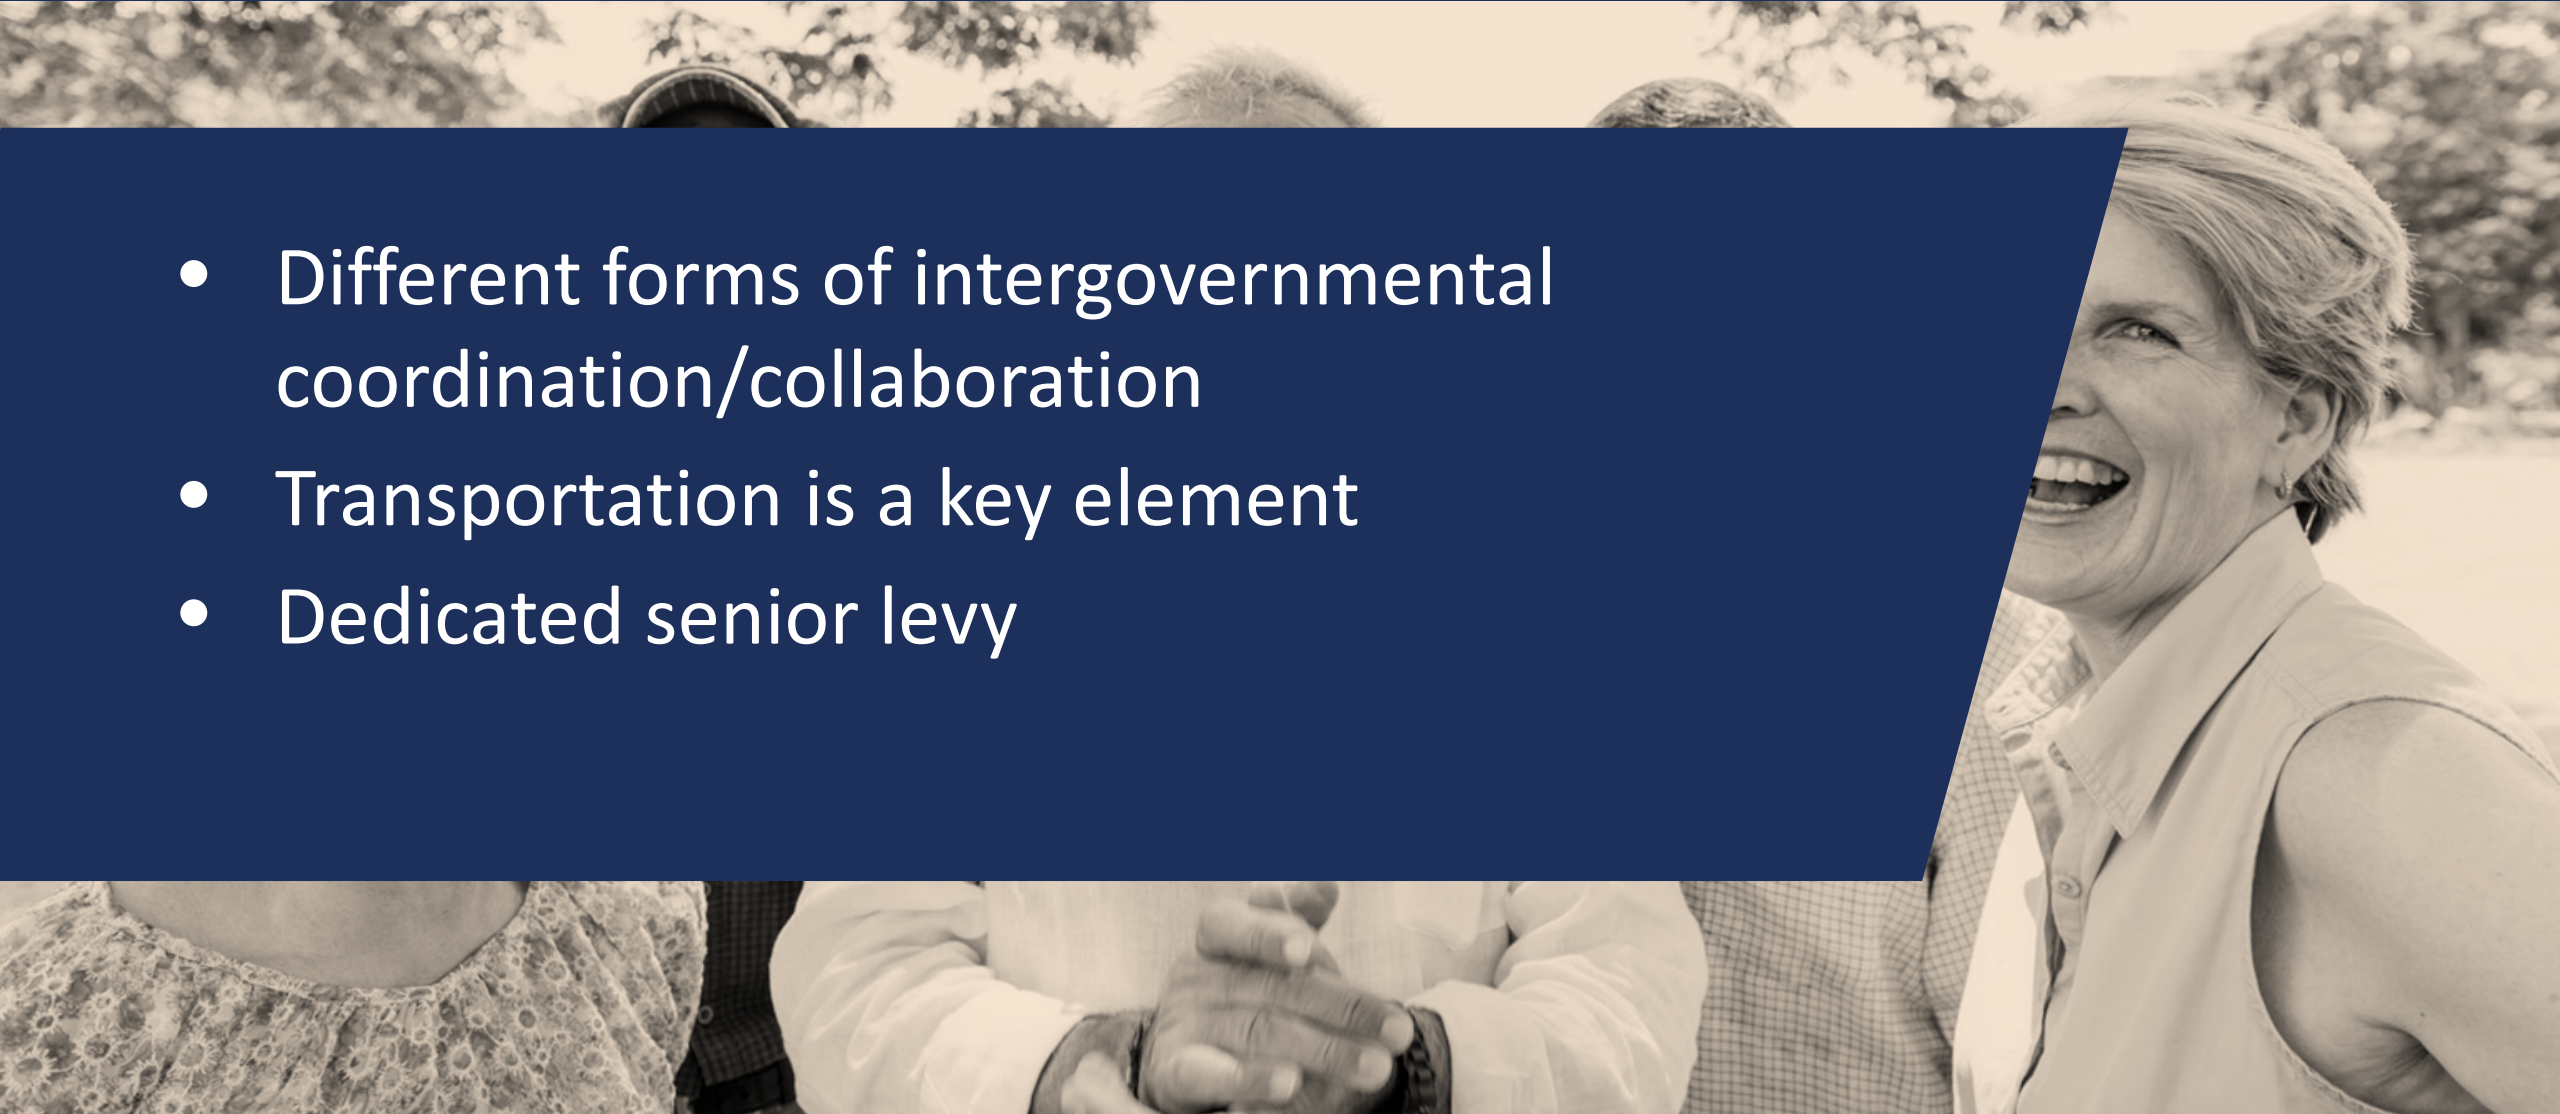 • Different forms of intergovernmental
coordination/collaboration
• Transportation is a key element
• Dedicated senior levy